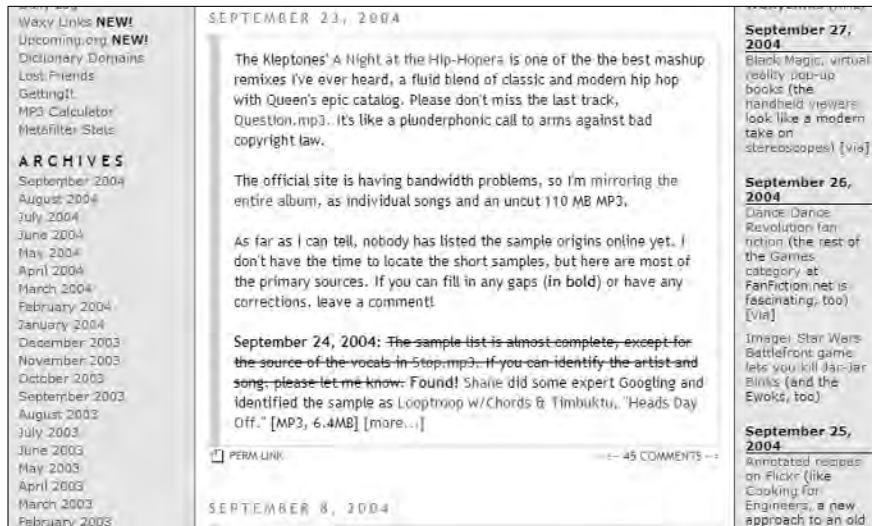 Waxy Links NEW!
Upcoming.org NEW!
Dictionary Domains
Lost Friends
GettingIt
MP3 Calculator
Metafilter Stats
ARCHIVES
September 2004
August 2004
July 2004
June 2004
May 2004
April 2004
March 2004
February 2004
January 2004
December 2003
November 2003
October 2003
September 2003
August 2003
July 2003
June 2003
May 2003
April 2003
March 2003
February 2003
SEPTEMBER 23, 2004
The Kleptones' A Night at the Hip-Hopera is one of the the best mashup
remixes I've ever heard, a fluid blend of classic and modern hip hop
with Queen's epic catalog. Please don't miss the last track,
Question.mp3. It's like a plunderphonic call to arms against bad
copyright law.
The official site is having bandwidth problems, so I'm mirroring the
entire album, as individual songs and an uncut 110 MB MP3.
As far as I can tell, nobody has listed the sample origins online yet. I
don't have the time to locate the short samples, but here are most of
the primary sources. If you can fill in any gaps (in bold) or have any
corrections, leave a comment!
September 24, 2004: The sample list is almost complete, except for
the source of the vocals in Stop.mp3. If you can identify the artist and
song, please let me know. Found! Shane did some expert Googling and
identified the sample as Looptroop w/Chords & Timbuktu, "Heads Day
Off." [MP3, 6.4MB] [more...]
PERM LINK
45 COMMENTS
SEPTEMBER 8, 2004
September 27,
2004
Black Magic, virtual
reality pop-up
books (the
handheld viewers
look like a modern
take on
stereoscopes) [via]
September 26,
2004
Dance Dance
Revolution fan
fiction (the rest of
the Games
category at
FanFiction.net is
fascinating, too)
[via]
Image: Star Wars
Battlefront game
lets you kill Jar-Jar
Binks (and the
Ewoks, too)
September 25,
2004
Annotated recipes
on Flickr (like
Cooking for
Engineers, a new
approach to an old